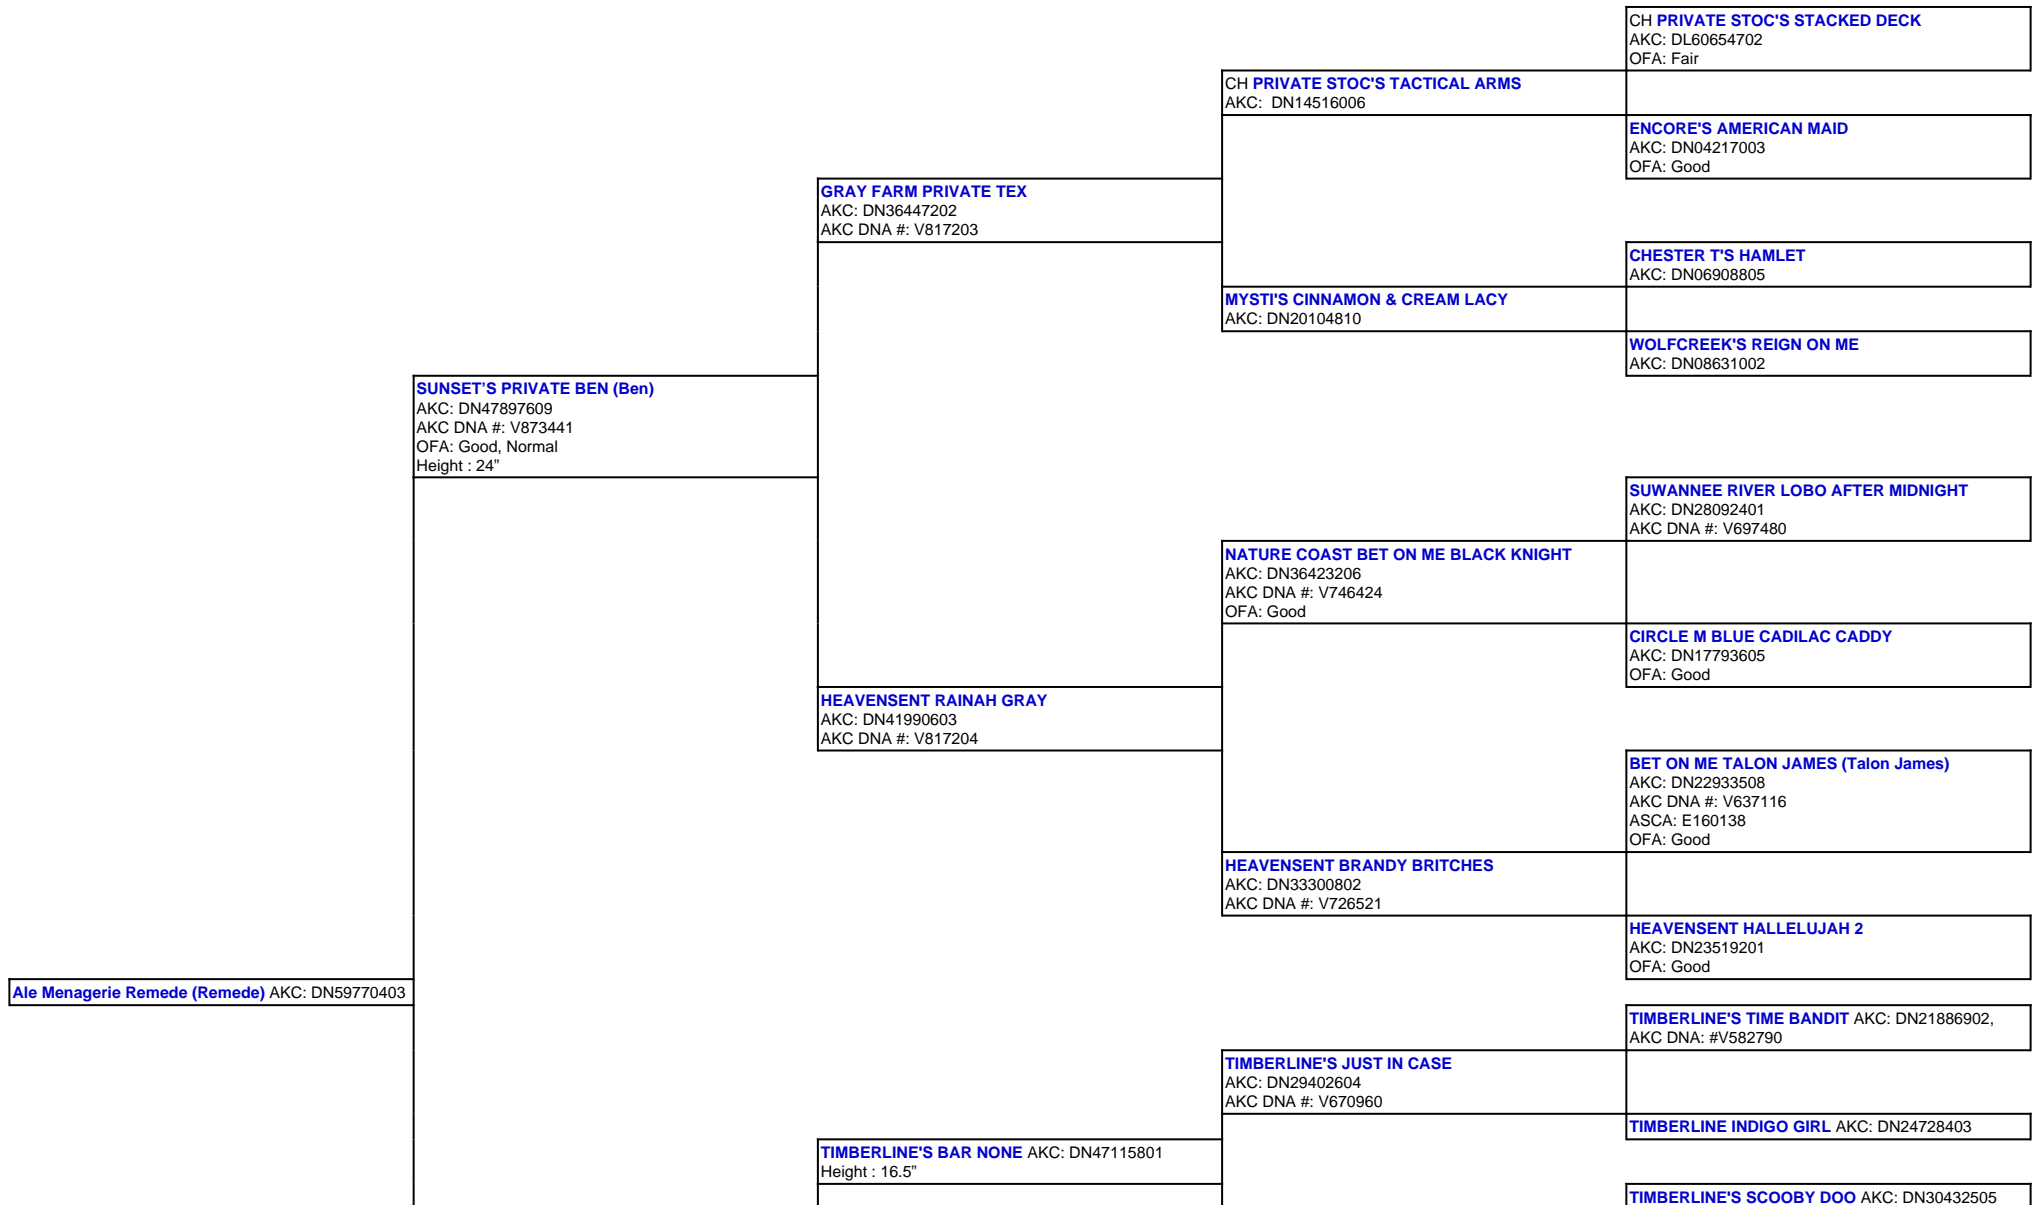 CH PRIVATE STOC'S STACKED DECK
AKC: DL60654702
OFA: Fair
CH PRIVATE STOC'S TACTICAL ARMS
AKC: DN14516006
ENCORE'S AMERICAN MAID
AKC: DN04217003
OFA: Good
GRAY FARM PRIVATE TEX
AKC: DN36447202
AKC DNA #: V817203
CHESTER T'S HAMLET
AKC: DN06908805
MYSTI'S CINNAMON & CREAM LACY
AKC: DN20104810
WOLFCREEK'S REIGN ON ME
AKC: DN08631002
SUNSET’S PRIVATE BEN (Ben)
AKC: DN47897609
AKC DNA #: V873441
OFA: Good, Normal
Height : 24”
SUWANNEE RIVER LOBO AFTER MIDNIGHT
AKC: DN28092401
AKC DNA #: V697480
NATURE COAST BET ON ME BLACK KNIGHT
AKC: DN36423206
AKC DNA #: V746424
OFA: Good
CIRCLE M BLUE CADILAC CADDY
AKC: DN17793605
OFA: Good
HEAVENSENT RAINAH GRAY
AKC: DN41990603
AKC DNA #: V817204
BET ON ME TALON JAMES (Talon James)
AKC: DN22933508
AKC DNA #: V637116
ASCA: E160138
OFA: Good
HEAVENSENT BRANDY BRITCHES
AKC: DN33300802
AKC DNA #: V726521
HEAVENSENT HALLELUJAH 2
AKC: DN23519201
OFA: Good
Ale Menagerie Remede (Remede) AKC: DN59770403
TIMBERLINE'S TIME BANDIT AKC: DN21886902,
AKC DNA: #V582790
TIMBERLINE'S JUST IN CASE
AKC: DN29402604
AKC DNA #: V670960
TIMBERLINE INDIGO GIRL AKC: DN24728403
TIMBERLINE'S BAR NONE AKC: DN47115801
Height : 16.5”
TIMBERLINE'S SCOOBY DOO AKC: DN30432505